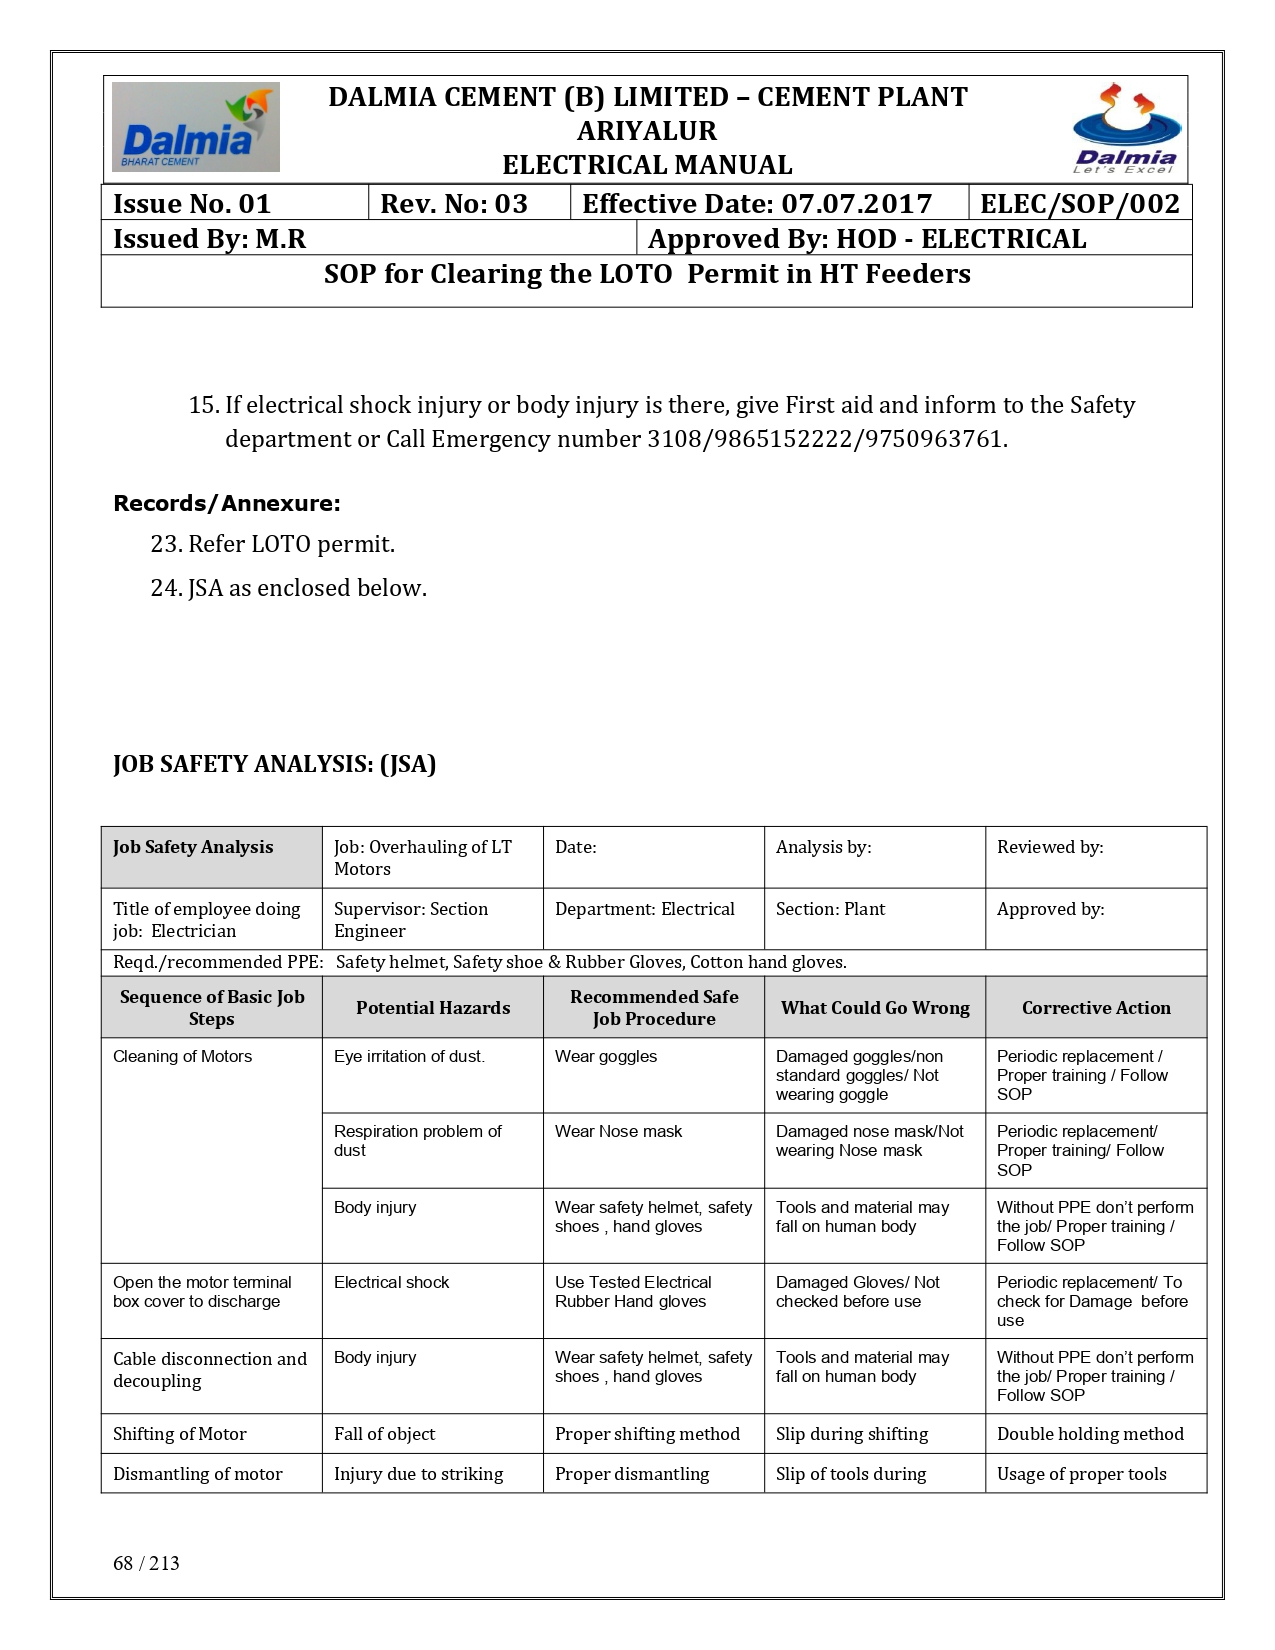 Dalmia
BHARAT CEMENT
DALMIA CEMENT (B) LIMITED – CEMENT PLANT
ARIYALUR
ELECTRICAL MANUAL
Dalmia
Let's Excel
Issue No. 01 Rev. No: 03 Effective Date: 07.07.2017 ELEC/SOP/002
Issued By: M.R Approved By: HOD - ELECTRICAL
SOP for Clearing the LOTO Permit in HT Feeders
15. If electrical shock injury or body injury is there, give First aid and inform to the Safety
department or Call Emergency number 3108/9865152222/9750963761.
Records/Annexure:
23. Refer LOTO permit.
24. JSA as enclosed below.
JOB SAFETY ANALYSIS: (JSA)
Job Safety Analysis Job: Overhauling of LT Date: Analysis by: Reviewed by:
Motors
Title of employee doing Supervisor: Section Department: Electrical Section: Plant Approved by:
job: Electrician Engineer
Reqd./recommended PPE: Safety helmet, Safety shoe & Rubber Gloves, Cotton hand gloves.
Sequence of Basic Job Potential Hazards Recommended Safe What Could Go Wrong Corrective Action
Steps Job Procedure
Cleaning of Motors Eye irritation of dust. Wear goggles Damaged goggles/non Periodic replacement /
standard goggles/ Not Proper training / Follow
wearing goggle SOP
Respiration problem of Wear Nose mask Damaged nose mask/Not Periodic replacement/
dust wearing Nose mask Proper training/ Follow
SOP
Body injury Wear safety helmet, safety Tools and material may Without PPE don’t perform
shoes , hand gloves fall on human body the job/ Proper training /
Follow SOP
Open the motor terminal Electrical shock Use Tested Electrical Damaged Gloves/ Not Periodic replacement/ To
box cover to discharge Rubber Hand gloves checked before use check for Damage before
use
Cable disconnection and Body injury Wear safety helmet, safety Tools and material may Without PPE don’t perform
decoupling shoes , hand gloves fall on human body the job/ Proper training /
Follow SOP
Shifting of Motor Fall of object Proper shifting method Slip during shifting Double holding method
Dismantling of motor Injury due to striking Proper dismantling Slip of tools during Usage of proper tools
68 / 213